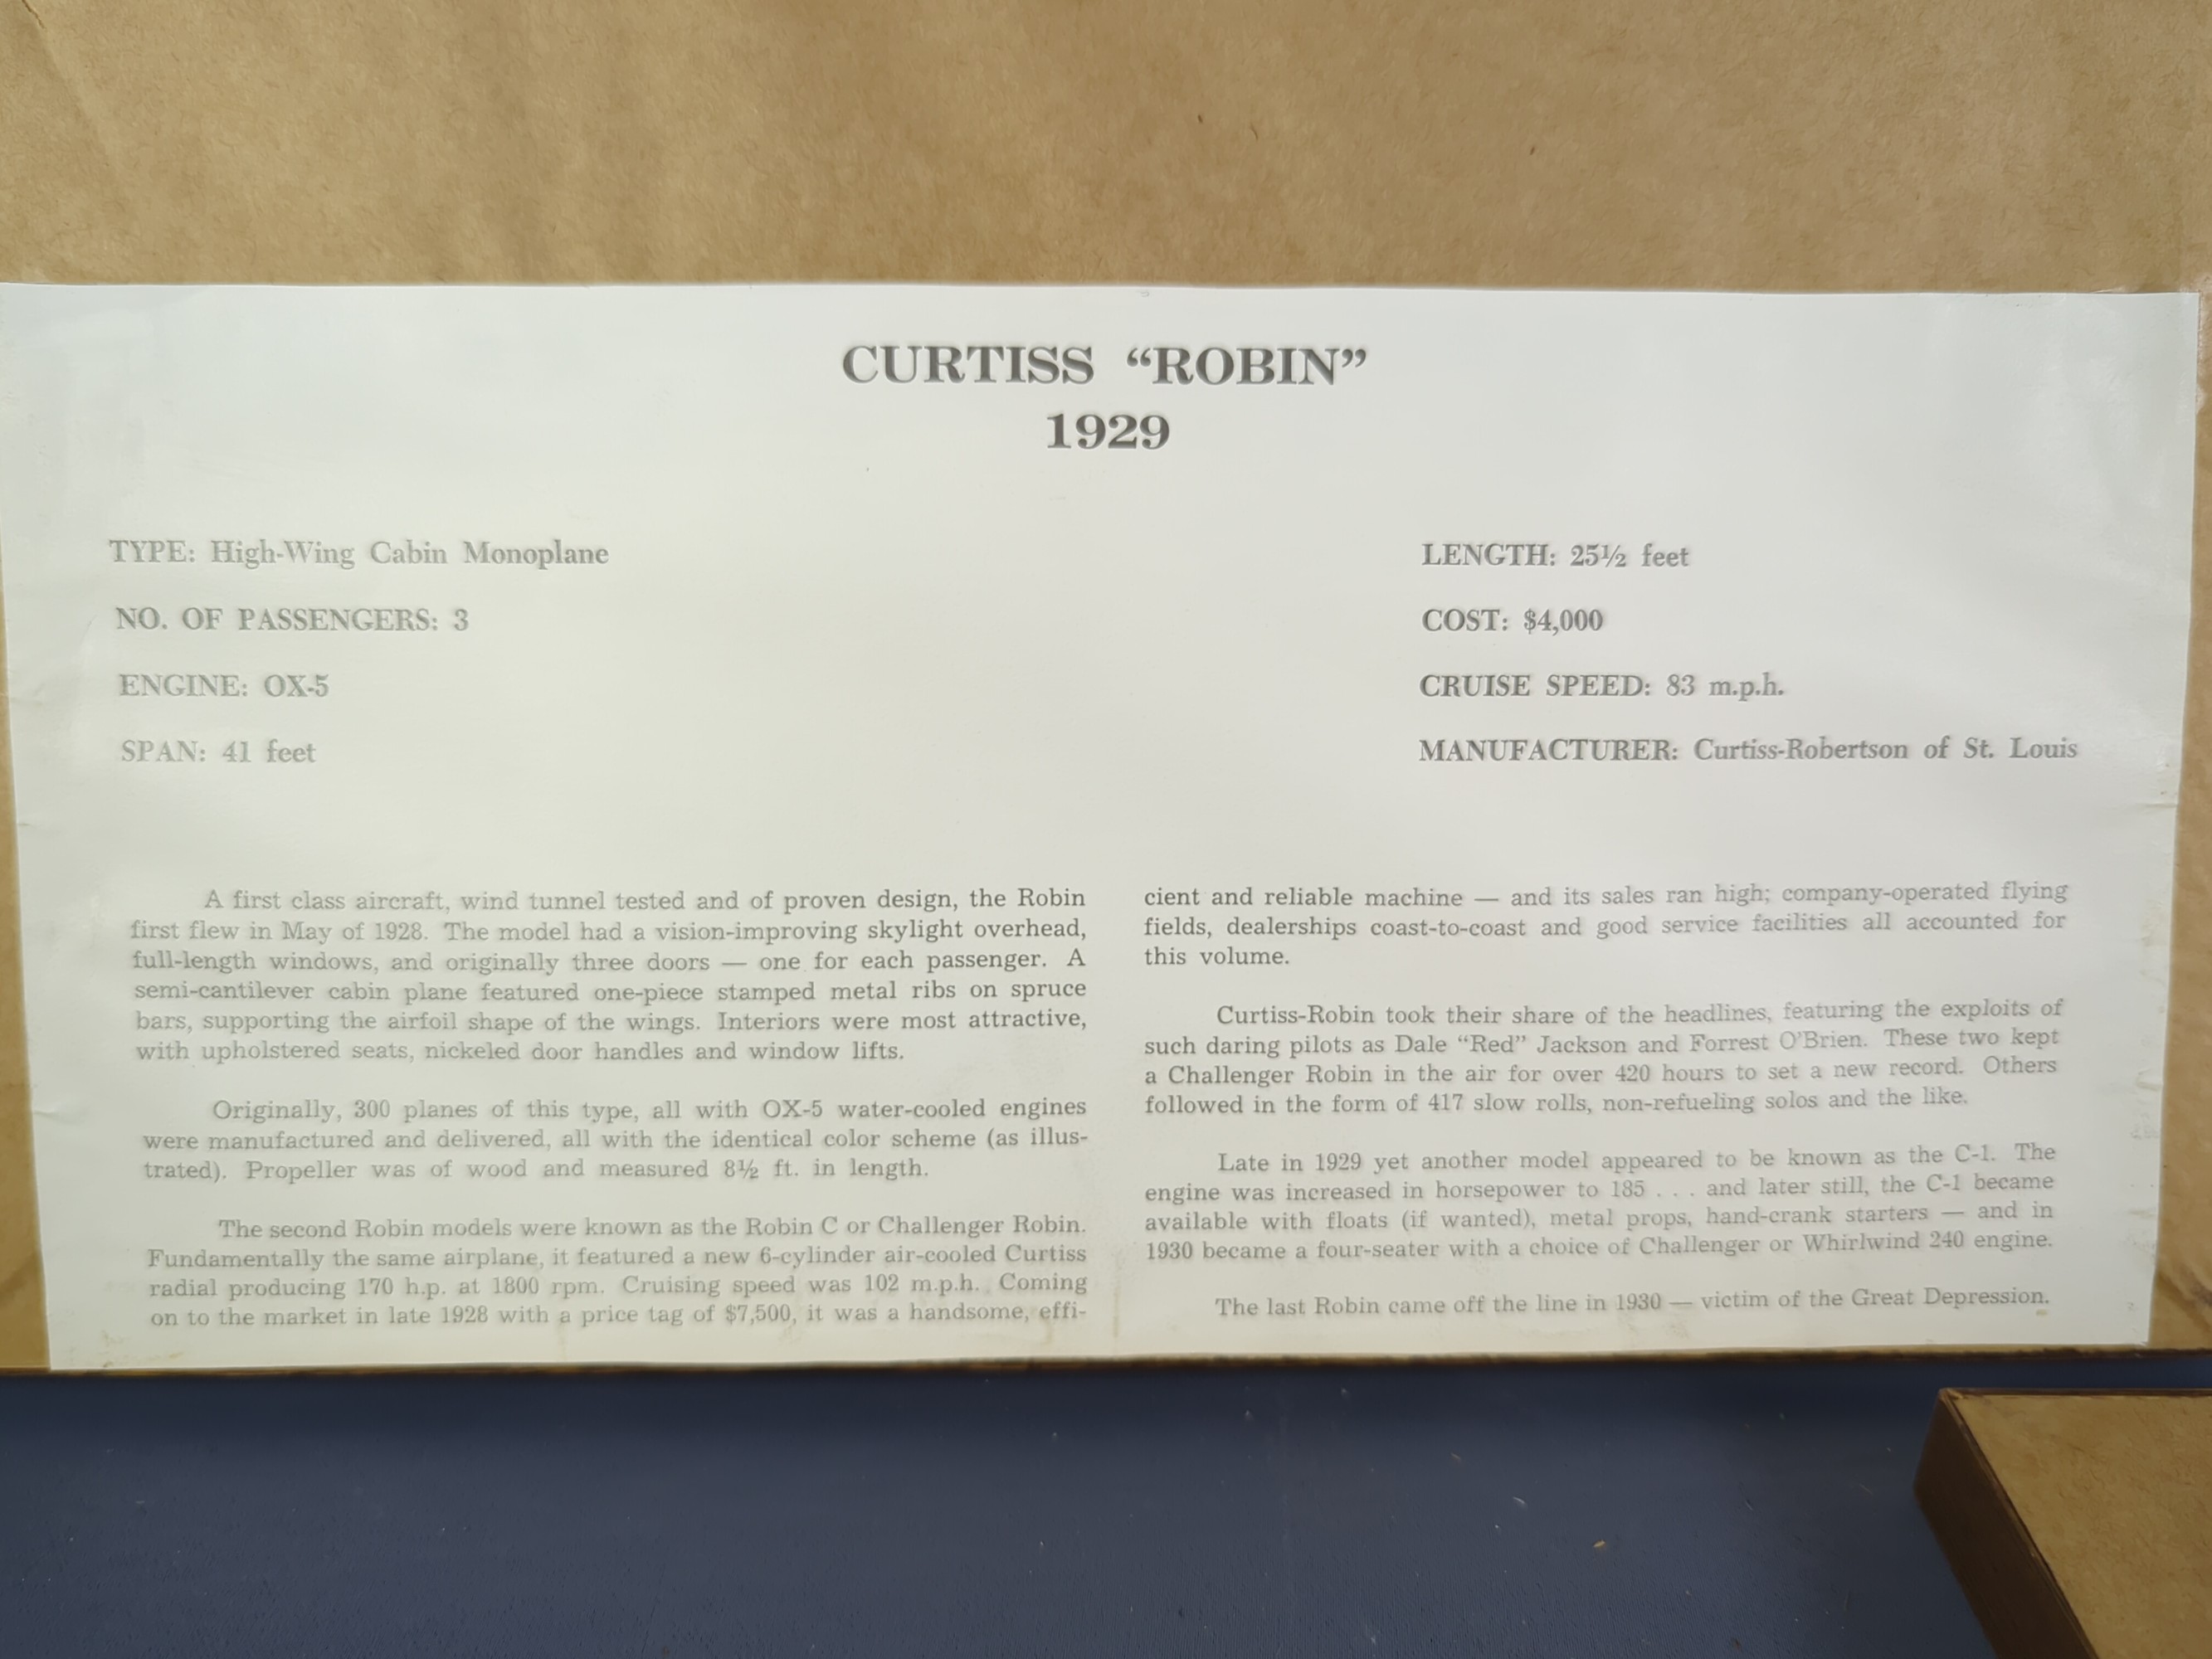 CURTISS “ROBIN”
1929
TYPE: High-Wing Cabin Monoplane
NO. OF PASSENGERS: 3
ENGINE: OX-5
SPAN: 41 feet
LENGTH: 25½ feet
COST: $4,000
CRUISE SPEED: 83 m.p.h.
MANUFACTURER: Curtiss-Robertson of St. Louis
A first class aircraft, wind tunnel tested and of proven design, the Robin
first flew in May of 1928. The model had a vision-improving skylight overhead,
full-length windows, and originally three doors — one for each passenger. A
semi-cantilever cabin plane featured one-piece stamped metal ribs on spruce
bars, supporting the airfoil shape of the wings. Interiors were most attractive,
with upholstered seats, nickeled door handles and window lifts.
Originally, 300 planes of this type, all with OX-5 water-cooled engines
were manufactured and delivered, all with the identical color scheme (as illus-
trated). Propeller was of wood and measured 8½ ft. in length.
The second Robin models were known as the Robin C or Challenger Robin.
Fundamentally the same airplane, it featured a new 6-cylinder air-cooled Curtiss
radial producing 170 h.p. at 1800 rpm. Cruising speed was 102 m.p.h. Coming
on to the market in late 1928 with a price tag of $7,500, it was a handsome, effi-
cient and reliable machine — and its sales ran high; company-operated flying
fields, dealerships coast-to-coast and good service facilities all accounted for
this volume.
Curtiss-Robin took their share of the headlines, featuring the exploits of
such daring pilots as Dale “Red” Jackson and Forrest O’Brien. These two kept
a Challenger Robin in the air for over 420 hours to set a new record. Others
followed in the form of 417 slow rolls, non-refueling solos and the like.
Late in 1929 yet another model appeared to be known as the C-1. The
engine was increased in horsepower to 185 . . . and later still, the C-1 became
available with floats (if wanted), metal props, hand-crank starters — and in
1930 became a four-seater with a choice of Challenger or Whirlwind 240 engine.
The last Robin came off the line in 1930 — victim of the Great Depression.